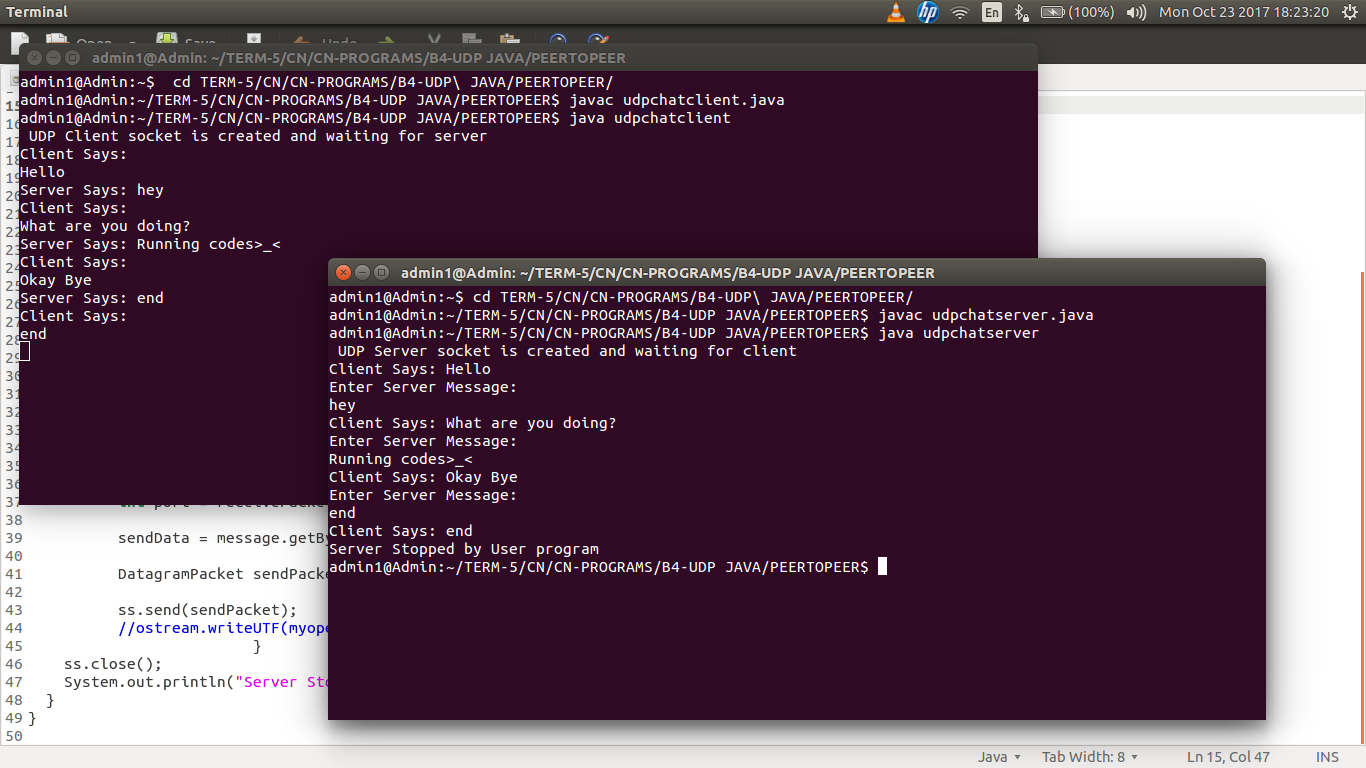 Terminal
En
(100%)
Mon Oct 23 2017 18:23:20
Open
Save
Undo
admin1@Admin: ~/TERM-5/CN/CN-PROGRAMS/B4-UDP JAVA/PEERTOPEER
admin1@Admin:~$  cd TERM-5/CN/CN-PROGRAMS/B4-UDP\ JAVA/PEERTOPEER/
admin1@Admin:~/TERM-5/CN/CN-PROGRAMS/B4-UDP JAVA/PEERTOPEER$ javac udpchatclient.java
admin1@Admin:~/TERM-5/CN/CN-PROGRAMS/B4-UDP JAVA/PEERTOPEER$ java udpchatclient
 UDP Client socket is created and waiting for server
Client Says:
Hello
Server Says: hey
Client Says:
What are you doing?
Server Says: Running codes>_<
Client Says:
Okay Bye
Server Says: end
Client Says:
end
admin1@Admin: ~/TERM-5/CN/CN-PROGRAMS/B4-UDP JAVA/PEERTOPEER
admin1@Admin:~$ cd TERM-5/CN/CN-PROGRAMS/B4-UDP\ JAVA/PEERTOPEER/
admin1@Admin:~/TERM-5/CN/CN-PROGRAMS/B4-UDP JAVA/PEERTOPEER$ javac udpchatserver.java
admin1@Admin:~/TERM-5/CN/CN-PROGRAMS/B4-UDP JAVA/PEERTOPEER$ java udpchatserver
 UDP Server socket is created and waiting for client
Client Says: Hello
Enter Server Message:
hey
Client Says: What are you doing?
Enter Server Message:
Running codes>_<
Client Says: Okay Bye
Enter Server Message:
end
Client Says: end
Server Stopped by User program
admin1@Admin:~/TERM-5/CN/CN-PROGRAMS/B4-UDP JAVA/PEERTOPEER$
37
38
39 sendData = message.getBy
40
41 DatagramPacket sendPacke
42
43 ss.send(sendPacket);
44 //ostream.writeUTF(myope
45 }
46 ss.close();
47 System.out.println("Server Sto
48 }
49 }
50
Java
Tab Width: 8
Ln 15, Col 47
INS